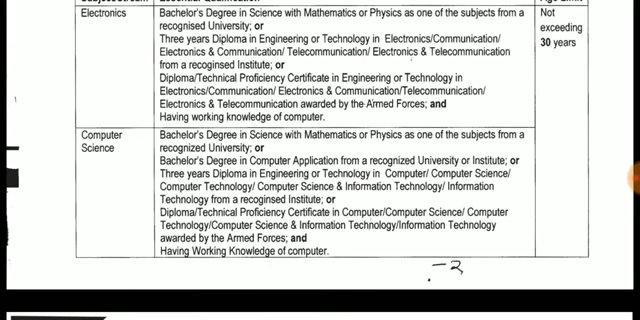 Electronics
Bachelor's Degree in Science with Mathematics or Physics as one of the subjects from a
recognised University; or
Three years Diploma in Engineering or Technology in Electronics/Communication/
Electronics & Communication/ Telecommunication/ Electronics & Telecommunication
from a recoginsed Institute; or
Diploma/Technical Proficiency Certificate in Engineering or Technology in
Electronics/Communication/ Electronics & Communication/Telecommunication/
Electronics & Telecommunication awarded by the Armed Forces; and
Having working knowledge of computer.
Not
exceeding
30 years
Computer
Science
Bachelor's Degree in Science with Mathematics or Physics as one of the subjects from a
recognized University; or
Bachelor's Degree in Computer Application from a recognized University or Institute; or
Three years Diploma in Engineering or Technology in Computer/ Computer Science/
Computer Technology/ Computer Science & Information Technology/ Information
Technology from a recoginsed Institute; or
Diploma/Technical Proficiency Certificate in Computer/Computer Science/ Computer
Technology/Computer Science & Information Technology/Information Technology
awarded by the Armed Forces; and
Having Working Knowledge of computer.